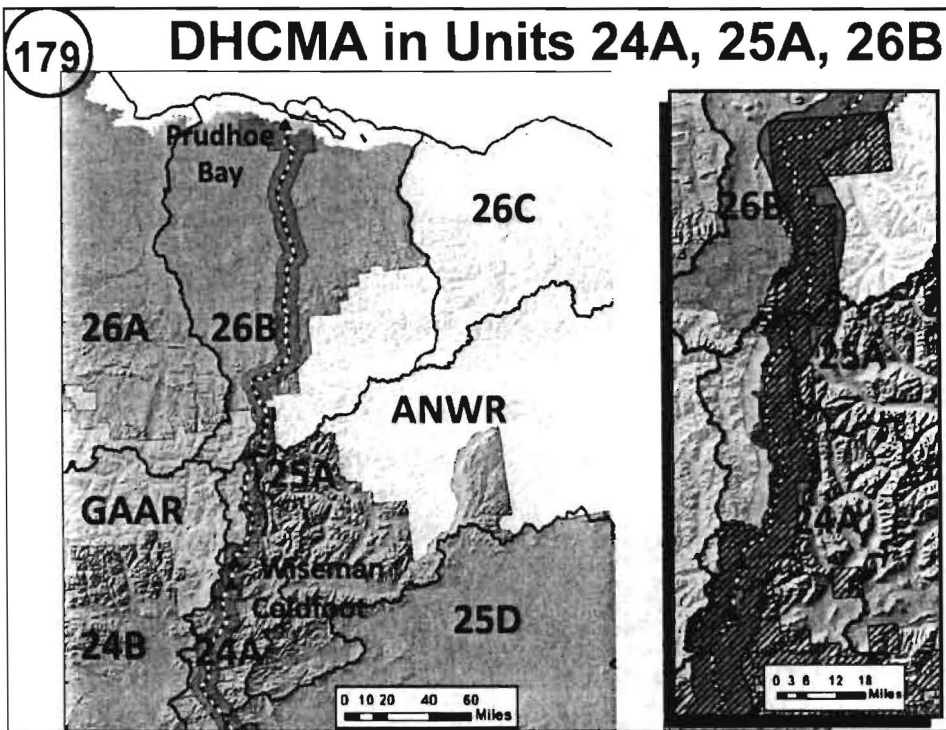 179
DHCMA in Units 24A, 25A, 26B
Prudhoe
Bay
26C
26A
26B
ANWR
25A
GAAR
Wiseman
Coldfoot
25D
24B
24A
0 10 20 40 60
Miles
26B
25A
24A
0 3 6 12 18
Miles